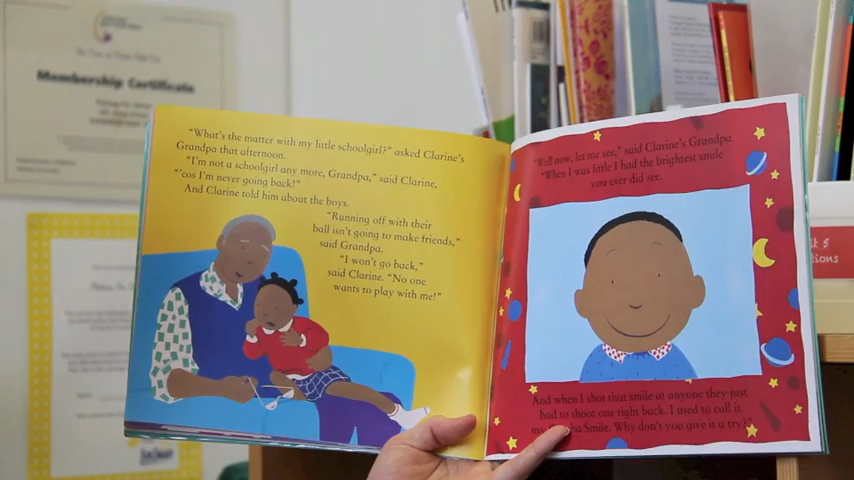 Membership Certificate
"What's the matter with my little schoolgirl?" asked Clarine's
Grandpa that afternoon.
"I'm not a schoolgirl any more, Grandpa," said Clarine,
"'cos I'm never going back!"
And Clarine told him about the boys.
"Running off with their
ball isn't going to make friends,"
said Grandpa.
"I won't go back,"
said Clarine. "No one
wants to play with me!"
"Well now, let me see," said Clarine's Grandpa.
"When I was little I had the brightest smile
you ever did see.
And when I shot that smile at anyone they just
had to shoot one right back. I used to call it
my Smile. Why don't you give it a try?"